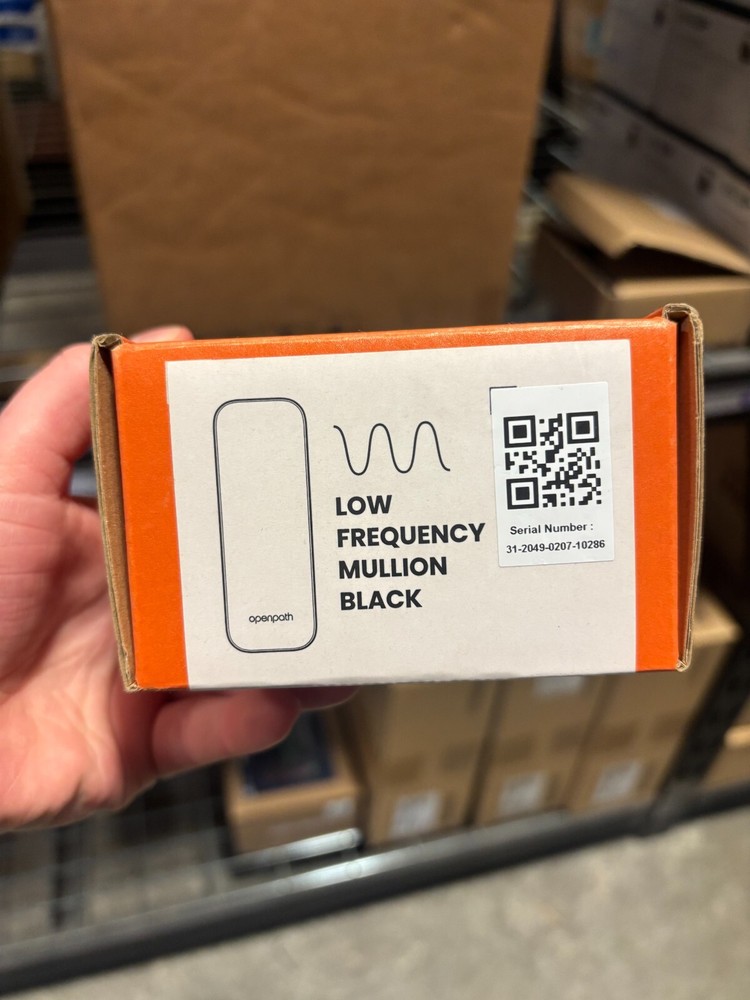 openpath
LOW
FREQUENCY
MULLION
BLACK
Serial Number :
31-2049-0207-10286